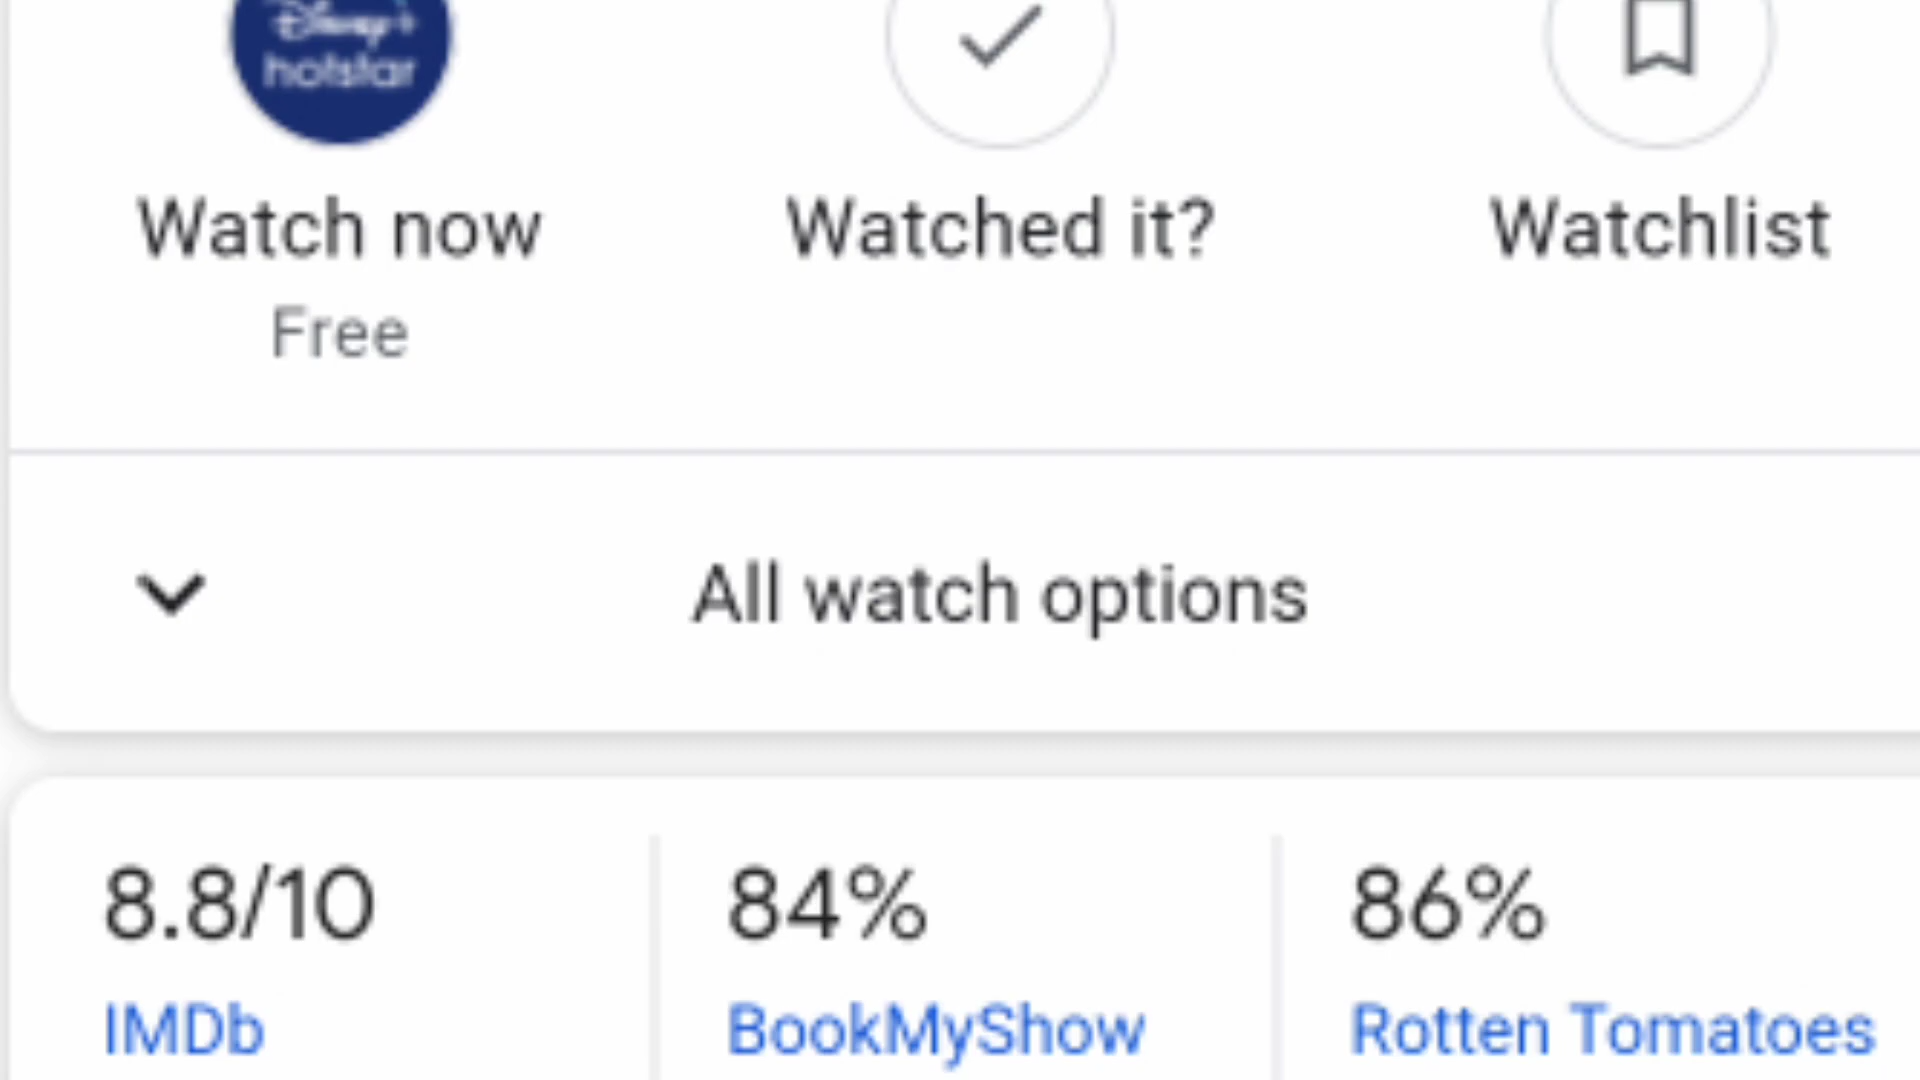 Disney+
hotstar
Watch now
Watched it?
Watchlist
Free
All watch options
8.8/10
84%
86%
IMDb
BookMyShow
Rotten Tomatoes